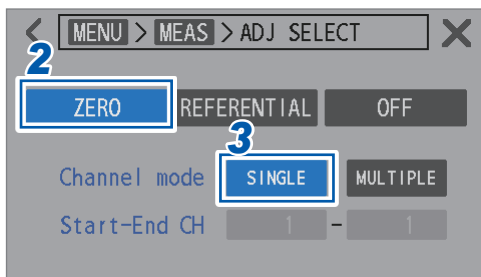 < MENU > MEAS > ADJ SELECT X
2
ZERO REFERENTIAL OFF
3
Channel mode SINGLE MULTIPLE
Start-End CH 1 - 1